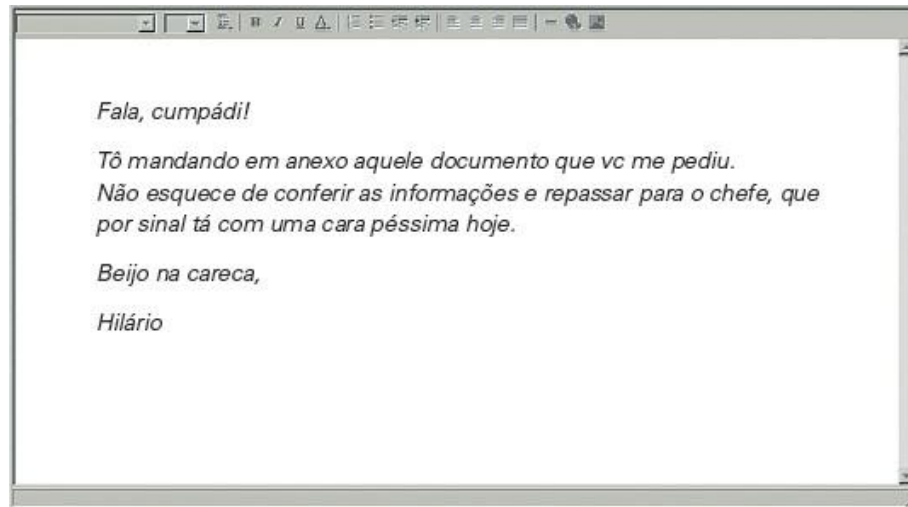 Fala, cumpádi!
Tô mandando em anexo aquele documento que vc me pediu.
Não esquece de conferir as informações e repassar para o chefe, que
por sinal tá com uma cara péssima hoje.
Beijo na careca,
Hilário